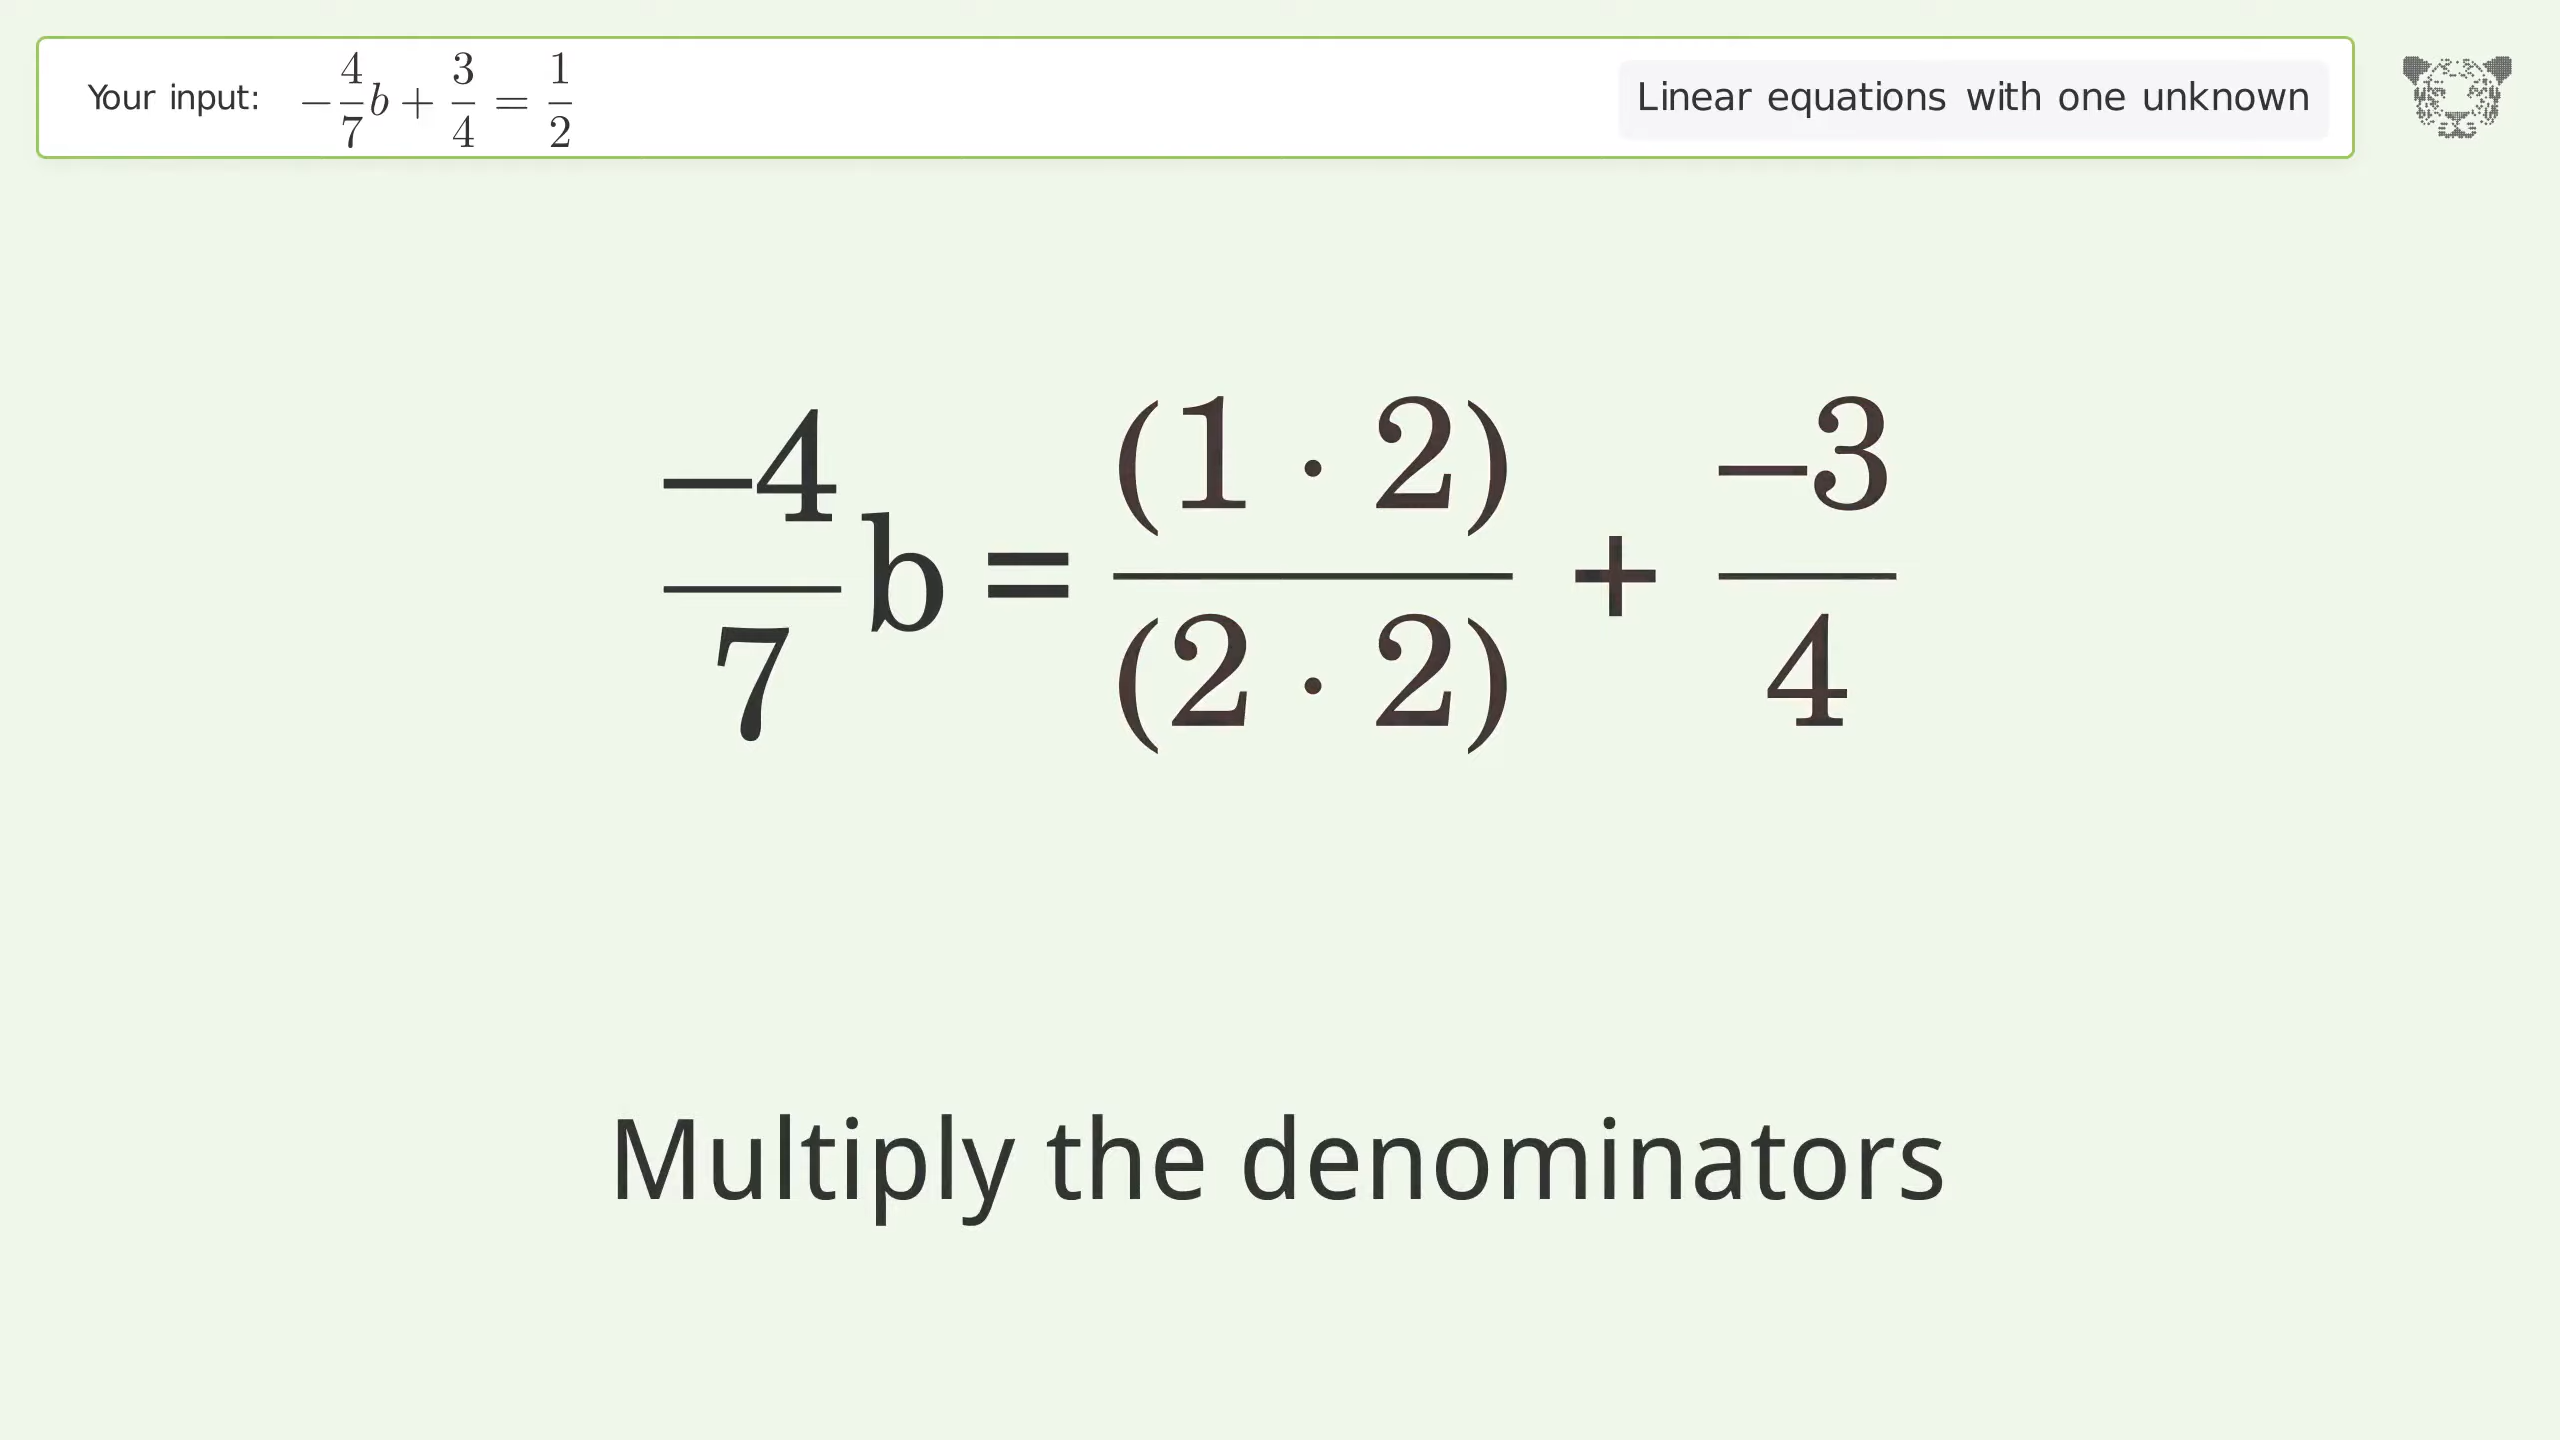 Your input: −4/7b + 3/4 = 1/2
Linear equations with one unknown
−4/7 b = (1 · 2)/(2 · 2) + −3/4
Multiply the denominators